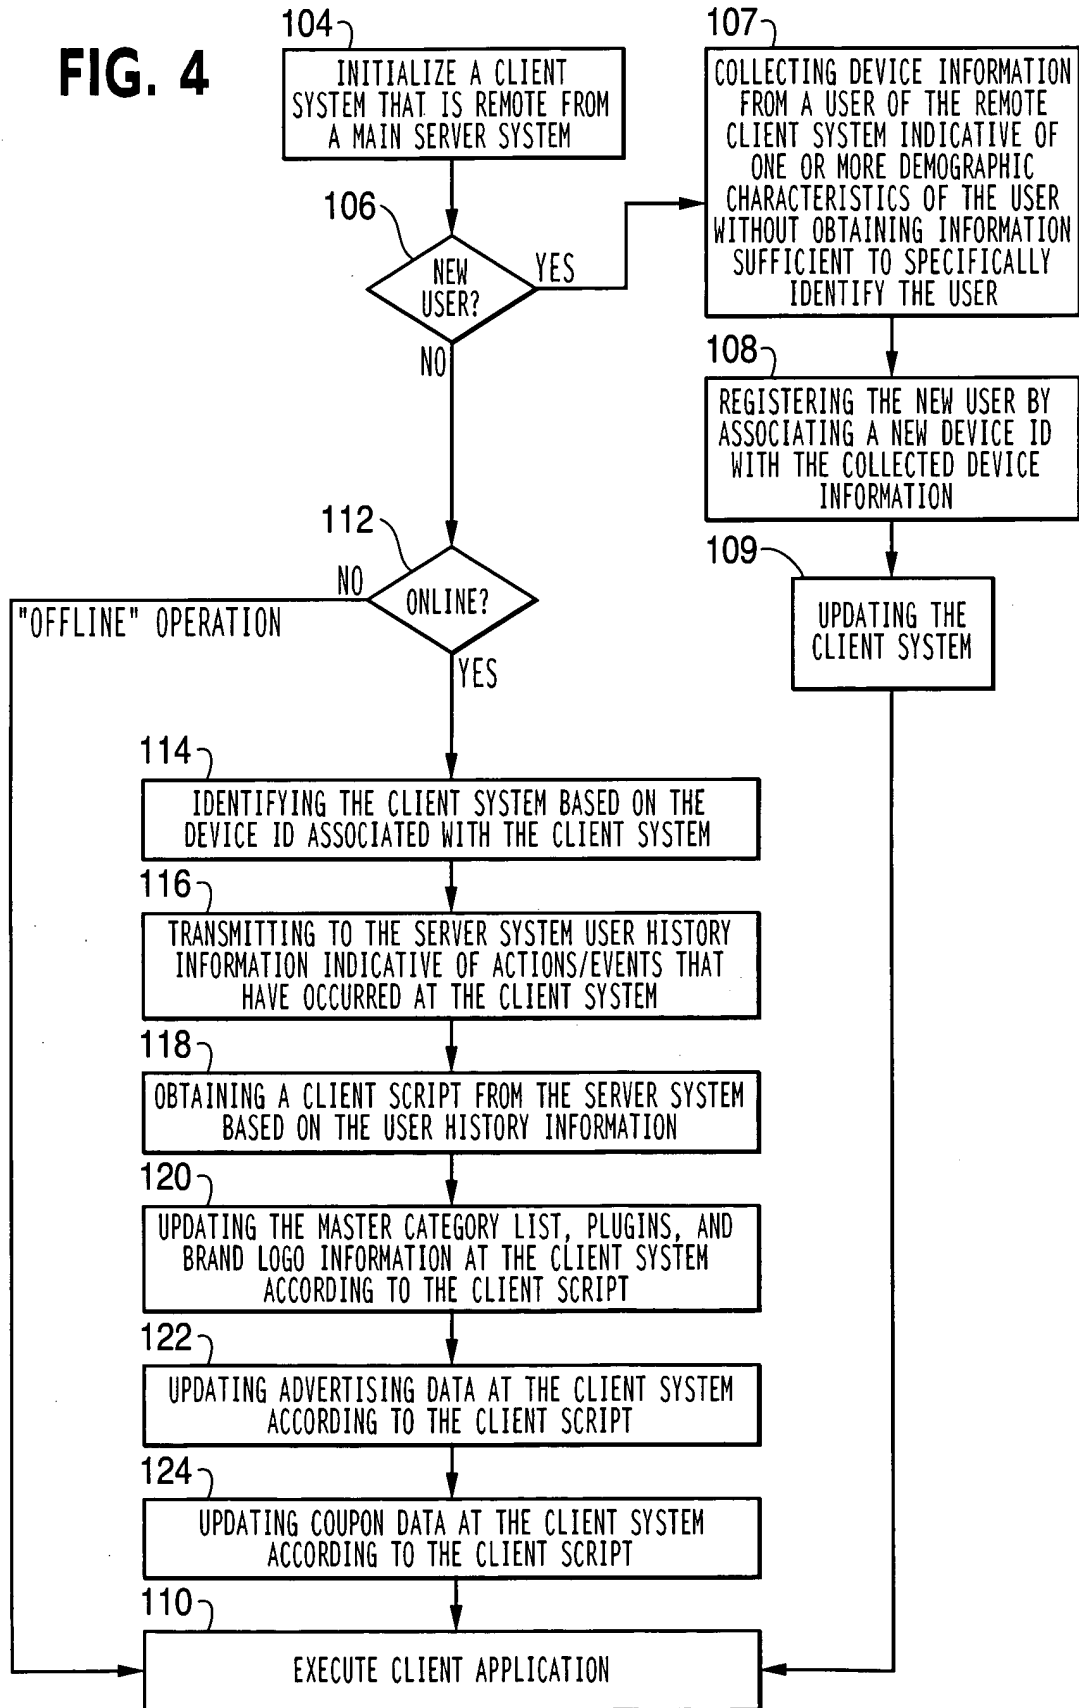 FIG. 4
104
INITIALIZE A CLIENT
SYSTEM THAT IS REMOTE FROM
A MAIN SERVER SYSTEM
106
NEW
USER?
YES
NO
107
COLLECTING DEVICE INFORMATION
FROM A USER OF THE REMOTE
CLIENT SYSTEM INDICATIVE OF
ONE OR MORE DEMOGRAPHIC
CHARACTERISTICS OF THE USER
WITHOUT OBTAINING INFORMATION
SUFFICIENT TO SPECIFICALLY
IDENTIFY THE USER
108
REGISTERING THE NEW USER BY
ASSOCIATING A NEW DEVICE ID
WITH THE COLLECTED DEVICE
INFORMATION
109
UPDATING THE
CLIENT SYSTEM
112
ONLINE?
NO
"OFFLINE" OPERATION
YES
114
IDENTIFYING THE CLIENT SYSTEM BASED ON THE
DEVICE ID ASSOCIATED WITH THE CLIENT SYSTEM
116
TRANSMITTING TO THE SERVER SYSTEM USER HISTORY
INFORMATION INDICATIVE OF ACTIONS/EVENTS THAT
HAVE OCCURRED AT THE CLIENT SYSTEM
118
OBTAINING A CLIENT SCRIPT FROM THE SERVER SYSTEM
BASED ON THE USER HISTORY INFORMATION
120
UPDATING THE MASTER CATEGORY LIST, PLUGINS, AND
BRAND LOGO INFORMATION AT THE CLIENT SYSTEM
ACCORDING TO THE CLIENT SCRIPT
122
UPDATING ADVERTISING DATA AT THE CLIENT SYSTEM
ACCORDING TO THE CLIENT SCRIPT
124
UPDATING COUPON DATA AT THE CLIENT SYSTEM
ACCORDING TO THE CLIENT SCRIPT
110
EXECUTE CLIENT APPLICATION